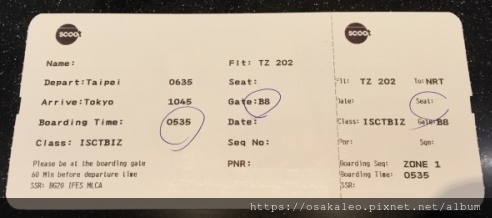 SCOOT
Name: Flt: TZ 202
Depart:Taipei 0635 Seat:
Arrive:Tokyo 1045 Gate:B8
Boarding Time: 0535 Date:
Class: ISCTBIZ Seq No:
Please be at the boarding gate
60 Min before departure time PNR:
SSR: BG20 IFES MLCA
SCOOT
Flt: TZ 202 To:NRT
Date: Seat:
Class: ISCTBIZ Gate:B8
Pnr: Sqn:
Boarding Seq: ZONE 1
Boarding Time: 0535
SSR:
https://osakaleo.pixnet.net/album